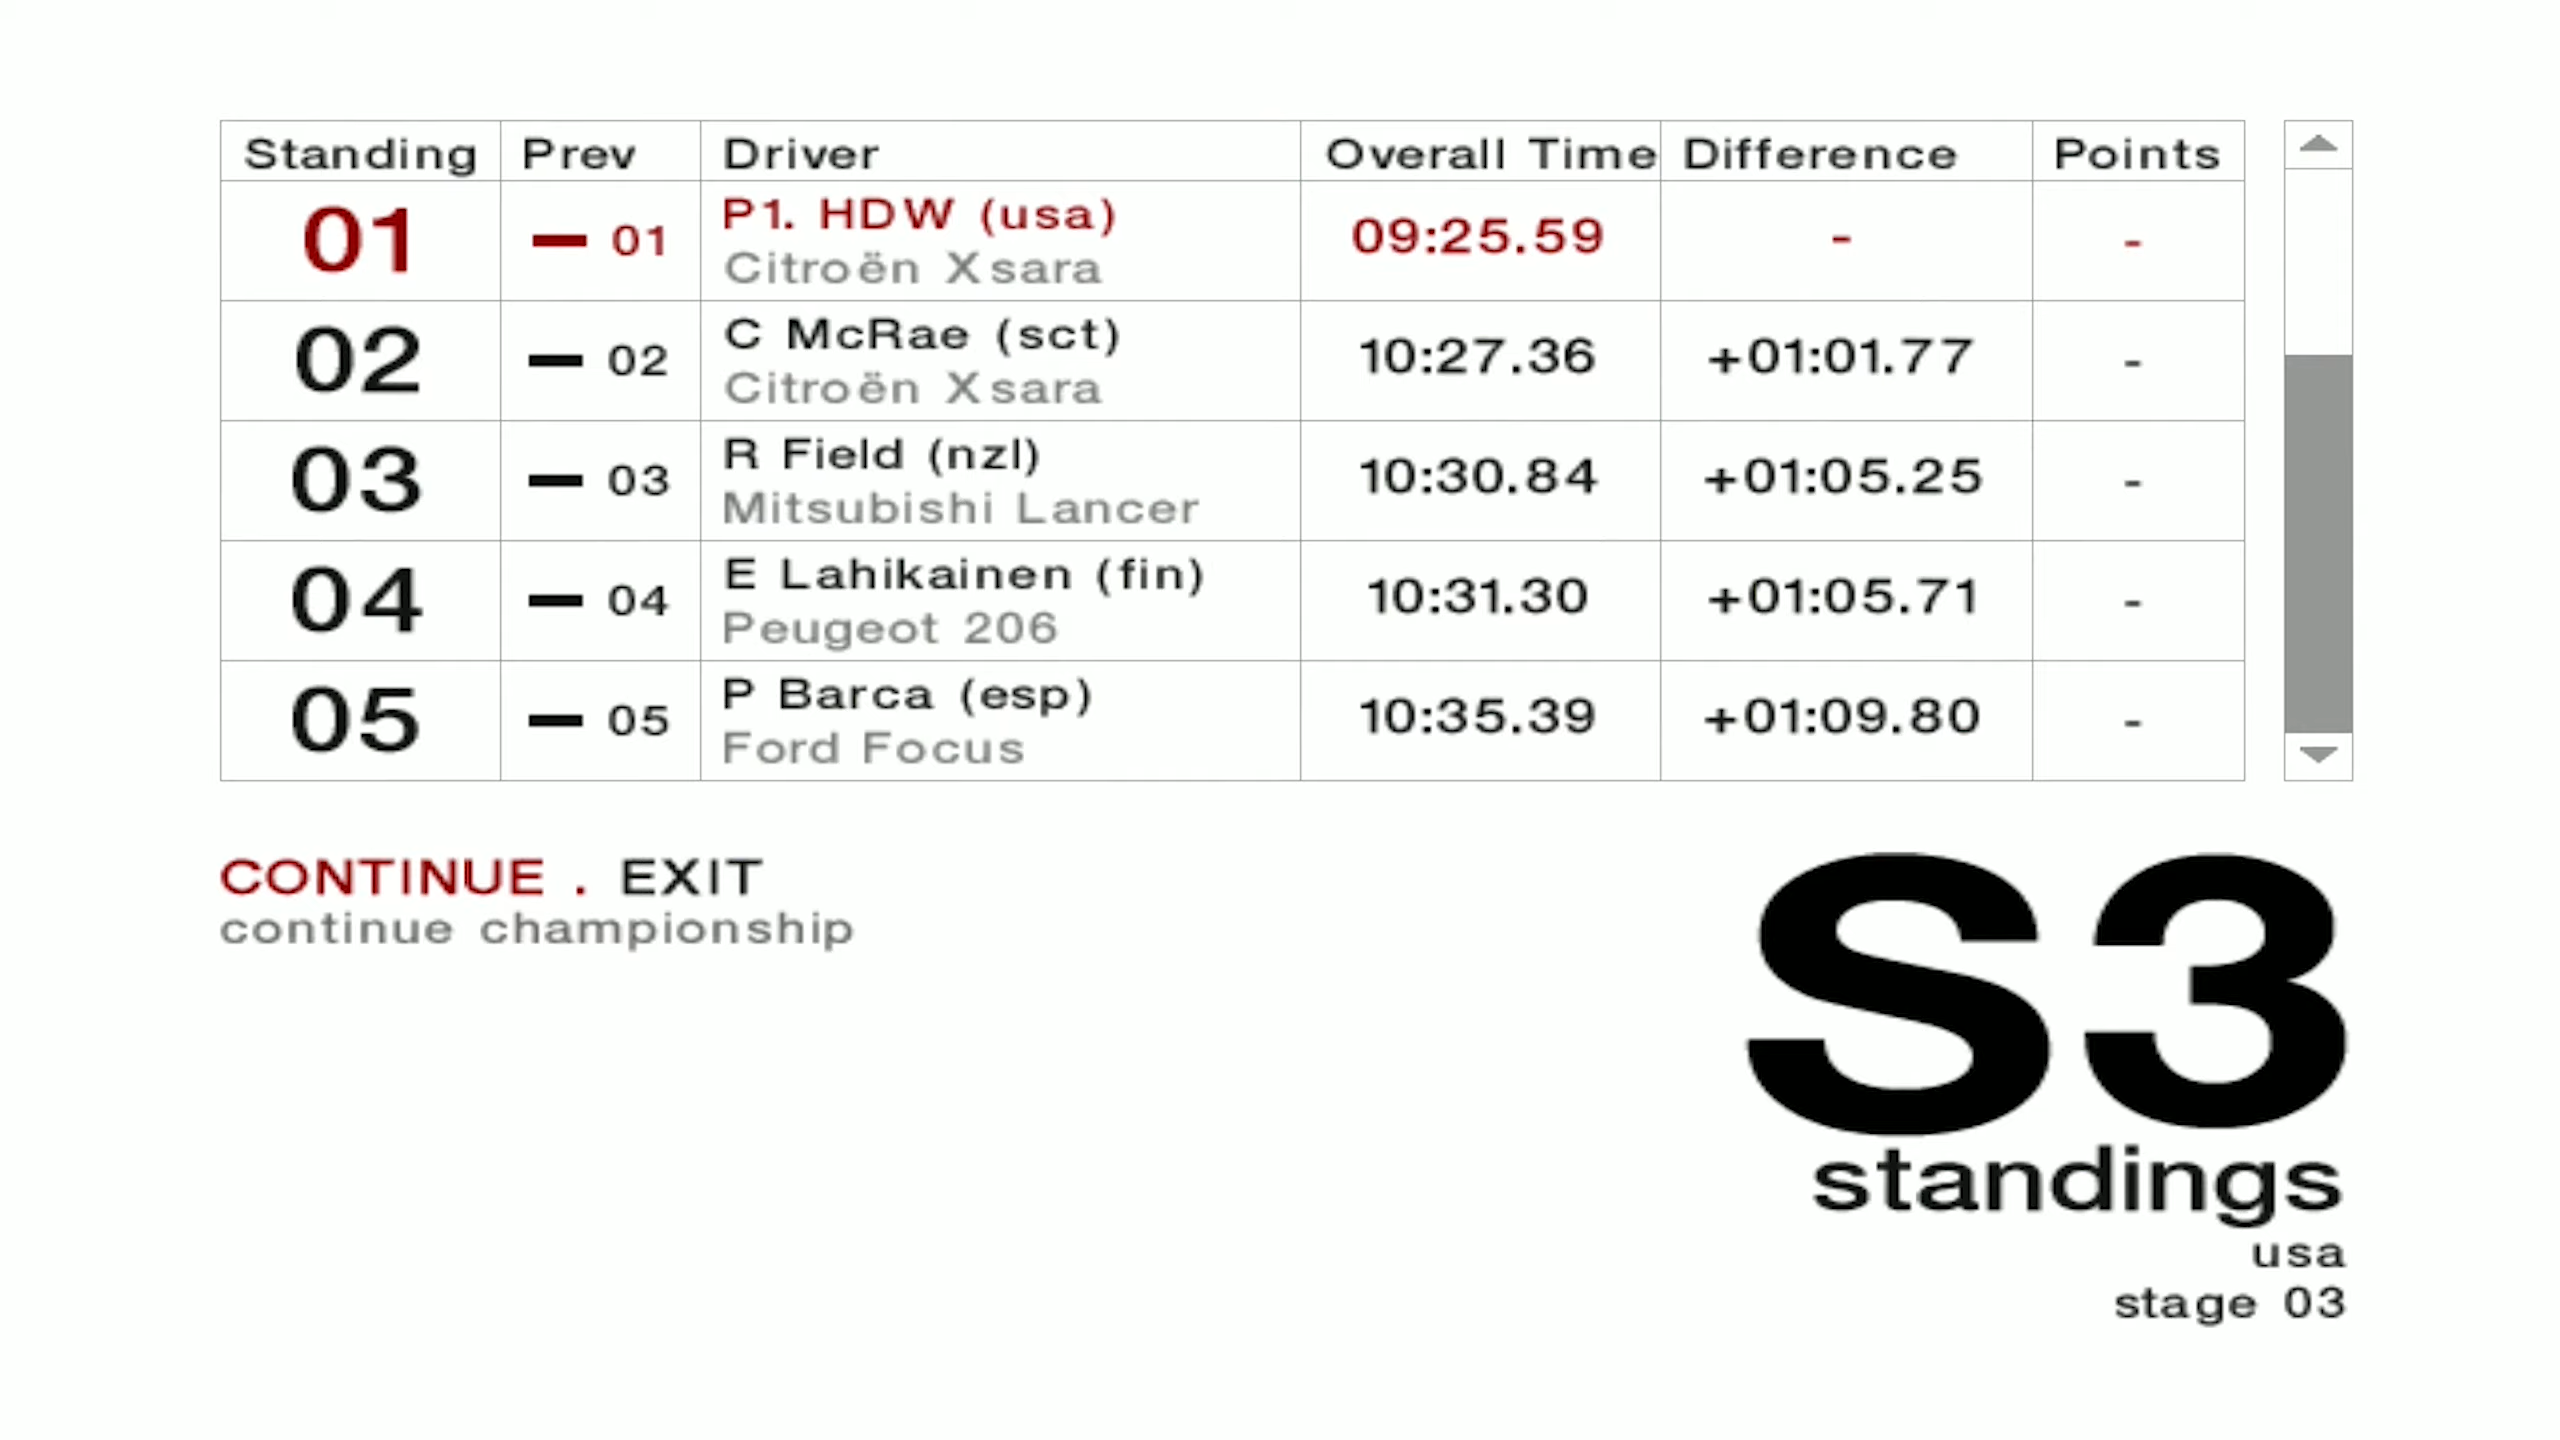 Standing Prev Driver Overall Time Difference Points
01 — 01 P1. HDW (usa) 09:25.59 - -
Citroën Xsara
02 — 02 C McRae (sct) 10:27.36 +01:01.77 -
Citroën Xsara
03 — 03 R Field (nzl) 10:30.84 +01:05.25 -
Mitsubishi Lancer
04 — 04 E Lahikainen (fin) 10:31.30 +01:05.71 -
Peugeot 206
05 — 05 P Barca (esp) 10:35.39 +01:09.80 -
Ford Focus
CONTINUE . EXIT
continue championship
S3
standings
usa
stage 03